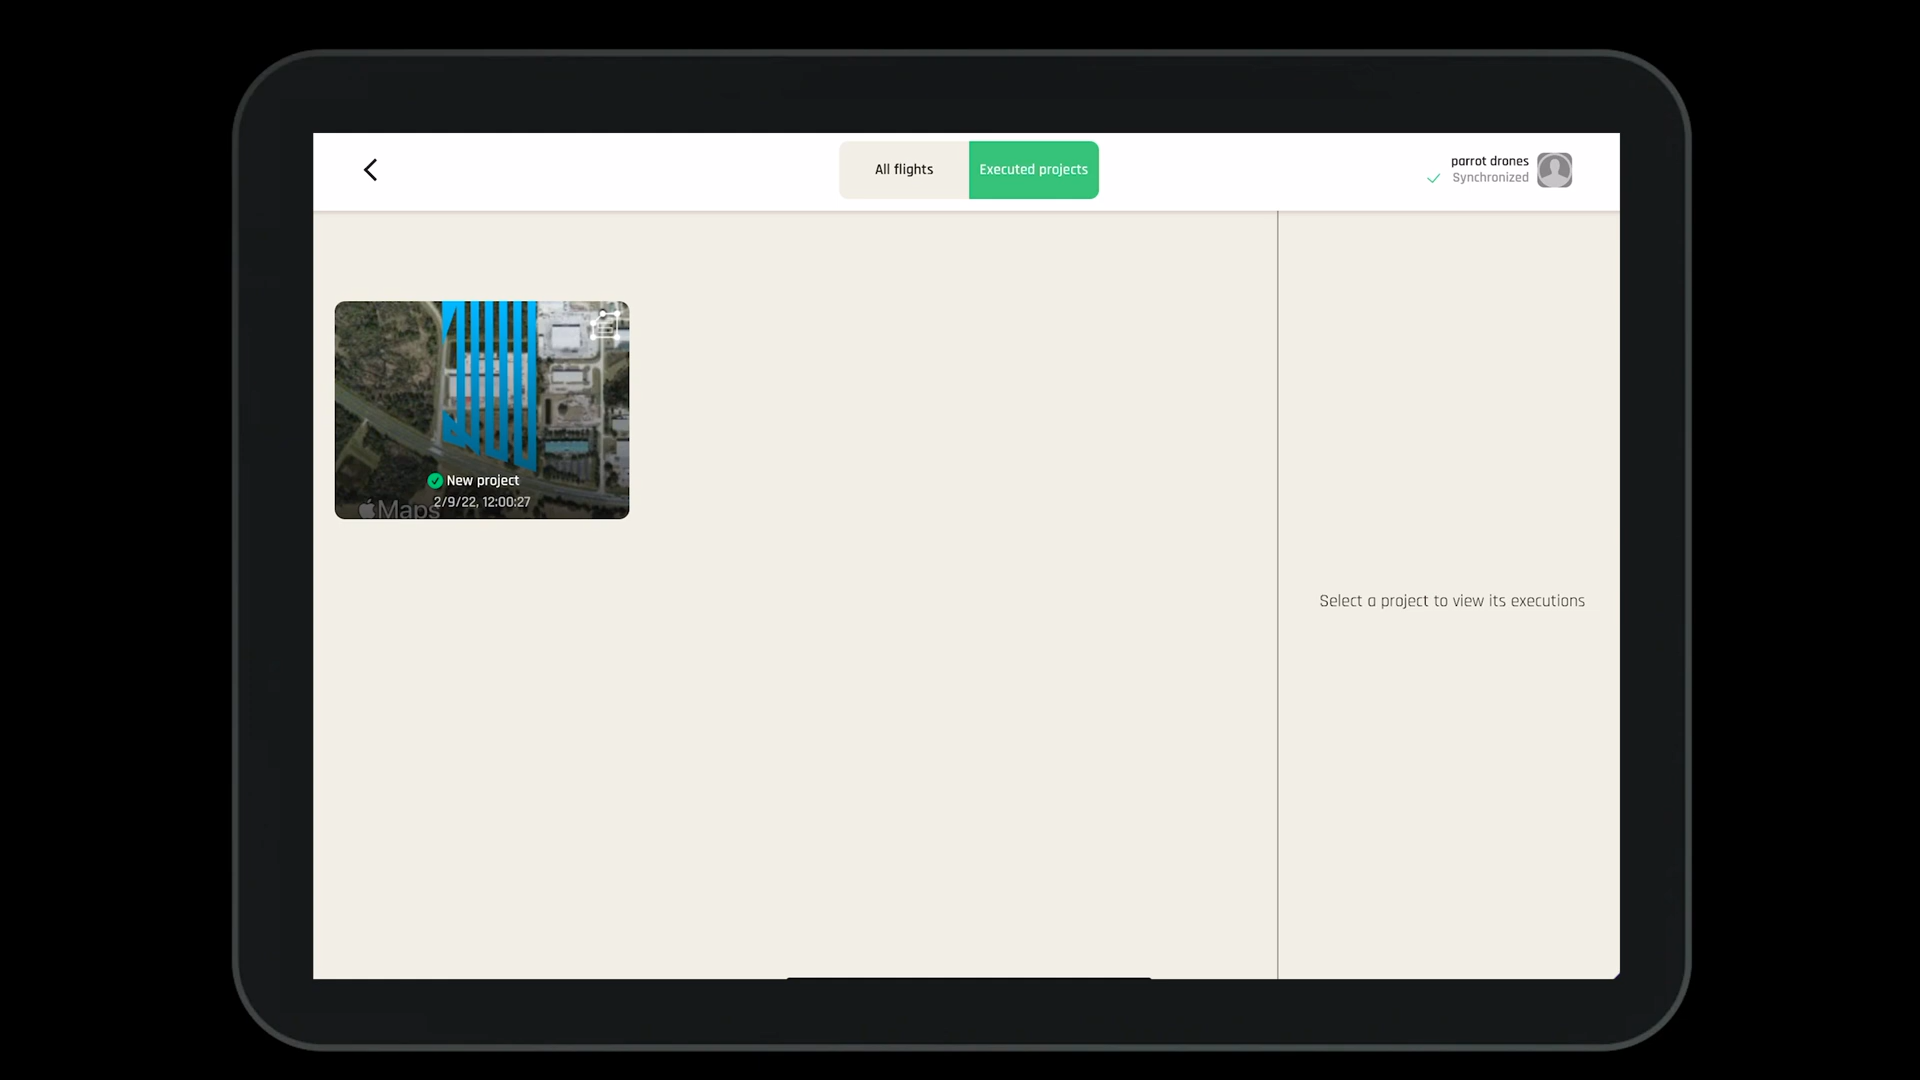 All flights
Executed projects
parrot drones
Synchronized
New project
2/9/22, 12:00:27
Maps
Select a project to view its executions